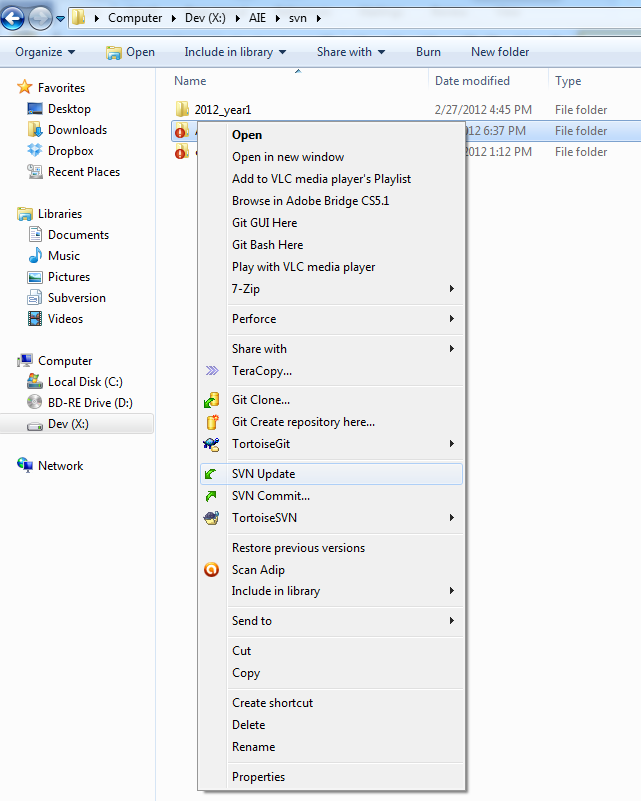 Computer Dev (X:) AIE svn
Organize Open Include in library Share with Burn New folder
Name Date modified Type
Favorites
Desktop
Downloads
Dropbox
Recent Places
Libraries
Documents
Music
Pictures
Subversion
Videos
Computer
Local Disk (C:)
BD-RE Drive (D:)
Dev (X:)
Network
2012_year1 2/27/2012 4:45 PM File folder
012 6:37 PM File folder
2012 1:12 PM File folder
Open
Open in new window
Add to VLC media player's Playlist
Browse in Adobe Bridge CS5.1
Git GUI Here
Git Bash Here
Play with VLC media player
7-Zip
Perforce
Share with
TeraCopy...
Git Clone...
Git Create repository here...
TortoiseGit
SVN Update
SVN Commit...
TortoiseSVN
Restore previous versions
Scan Adip
Include in library
Send to
Cut
Copy
Create shortcut
Delete
Rename
Properties